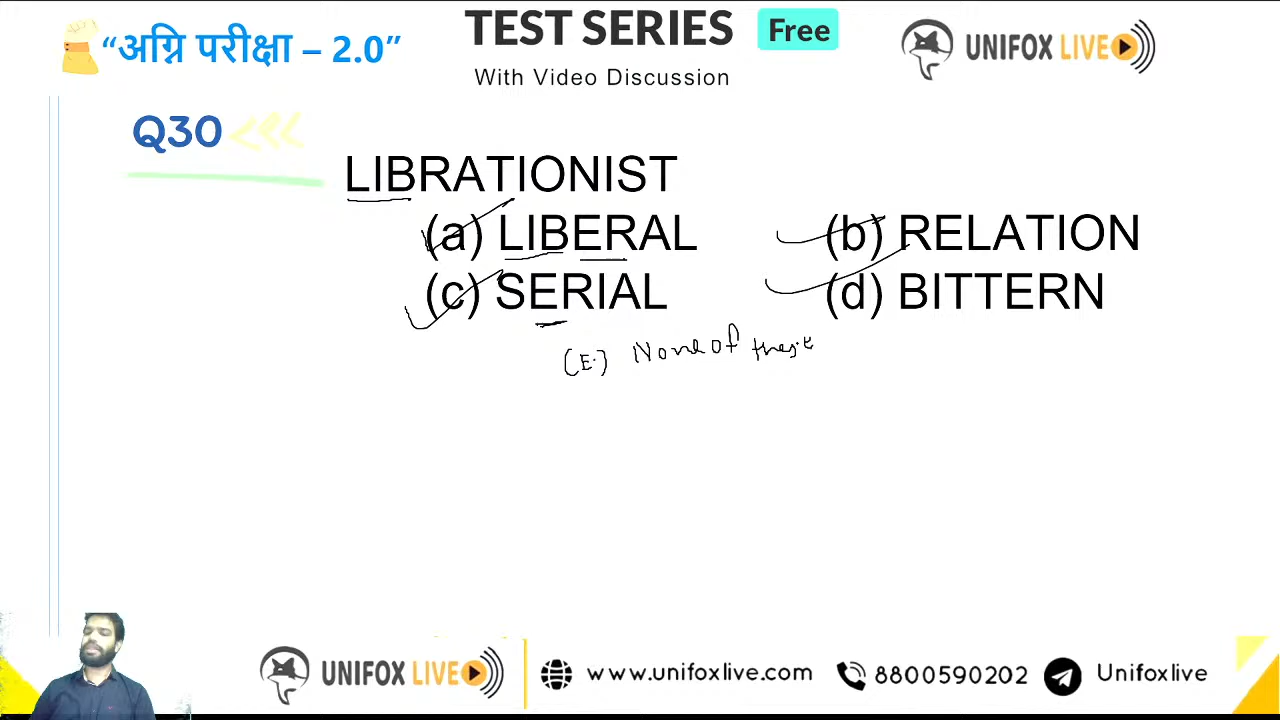 "अग्नि परीक्षा – 2.0"
TEST SERIES Free
With Video Discussion
UNIFOX LIVE
Q30
LIBRATIONIST
(a) LIBERAL (b) RELATION
(c) SERIAL (d) BITTERN
(E.) None of these
UNIFOX LIVE
www.unifoxlive.com
8800590202
Unifoxlive